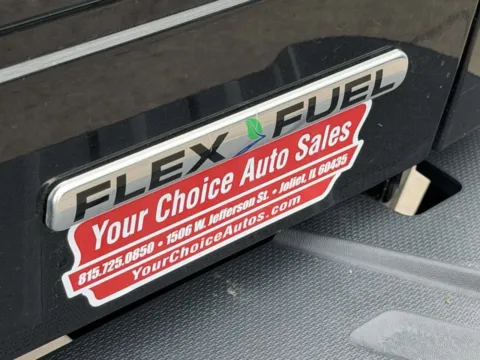 FLEX FUEL
Your Choice Auto Sales
815.725.0850 • 1506 W. Jefferson St. • Joliet, IL 60435
YourChoiceAutos.com